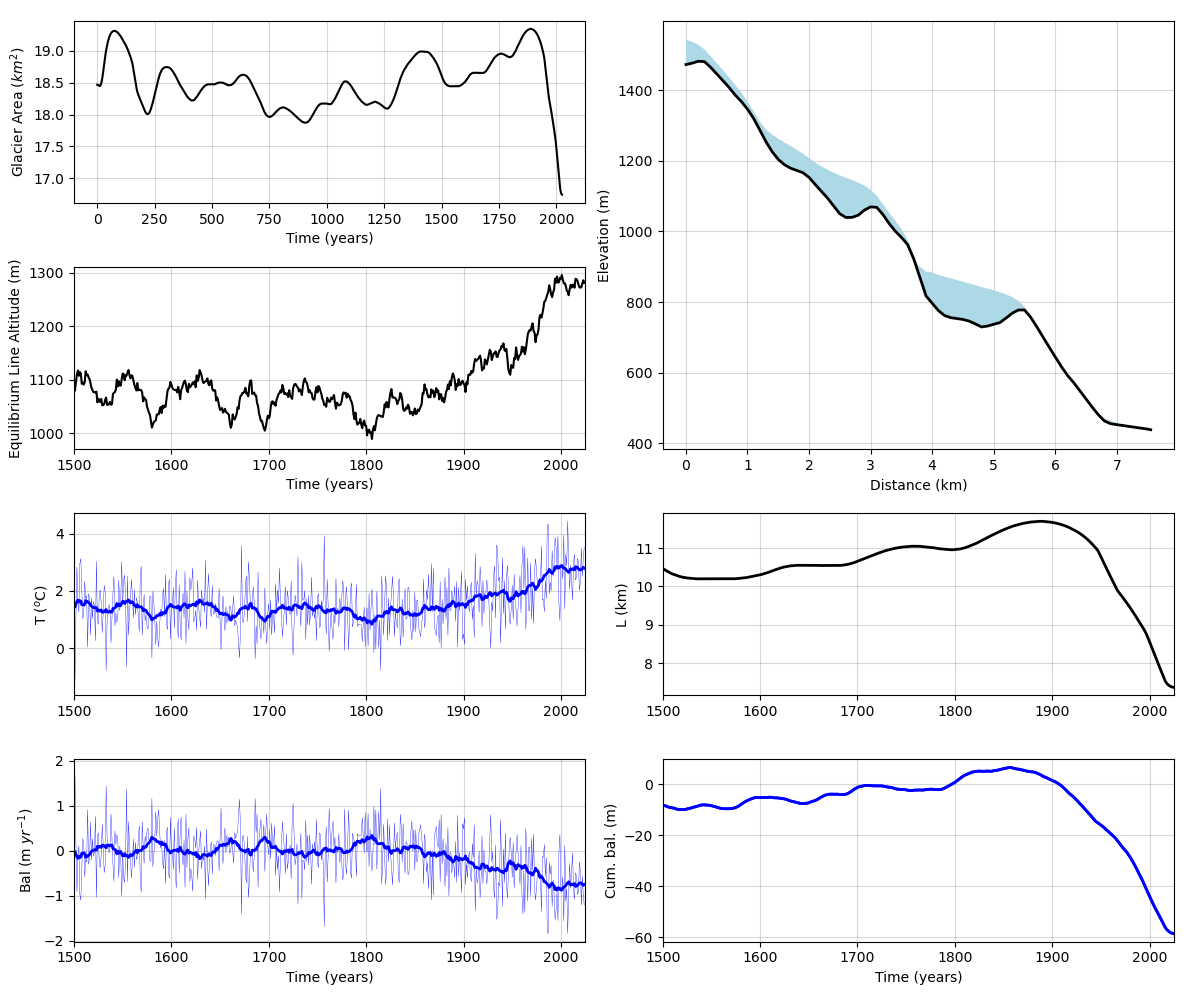 Glacier Area (km²)
19.0
18.5
18.0
17.5
17.0
0 250 500 750 1000 1250 1500 1750 2000
Time (years)
Equilibrium Line Altitude (m)
1300
1200
1100
1000
1500 1600 1700 1800 1900 2000
Time (years)
Elevation (m)
1400
1200
1000
800
600
400
0 1 2 3 4 5 6 7
Distance (km)
T (°C)
4
2
0
1500 1600 1700 1800 1900 2000
L (km)
11
10
9
8
1500 1600 1700 1800 1900 2000
Bal (m yr⁻¹)
2
1
0
−1
−2
1500 1600 1700 1800 1900 2000
Time (years)
Cum. bal. (m)
0
−20
−40
−60
1500 1600 1700 1800 1900 2000
Time (years)